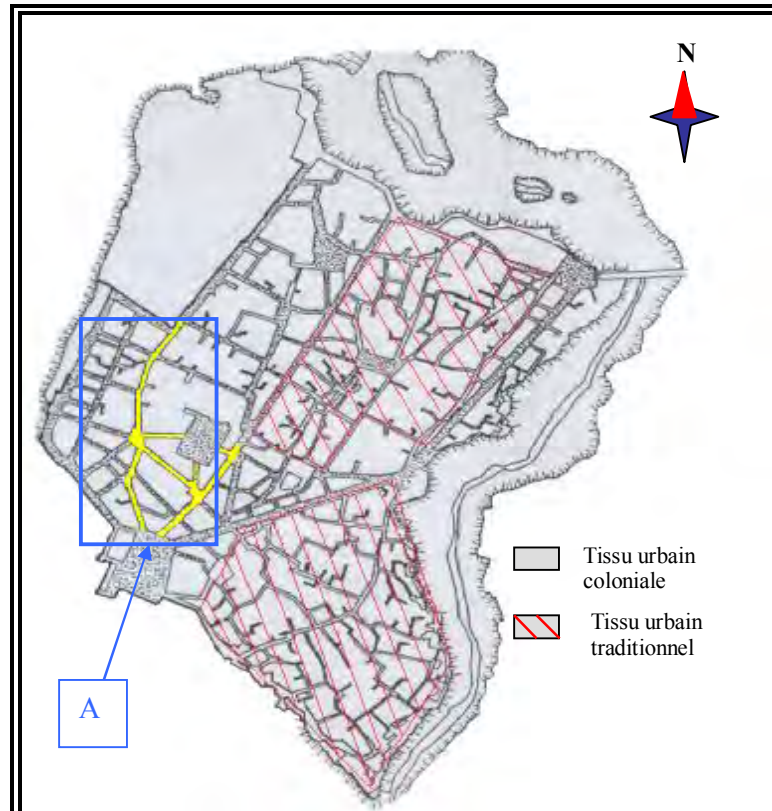 N
Tissu urbain
coloniale
Tissu urbain
traditionnel
A